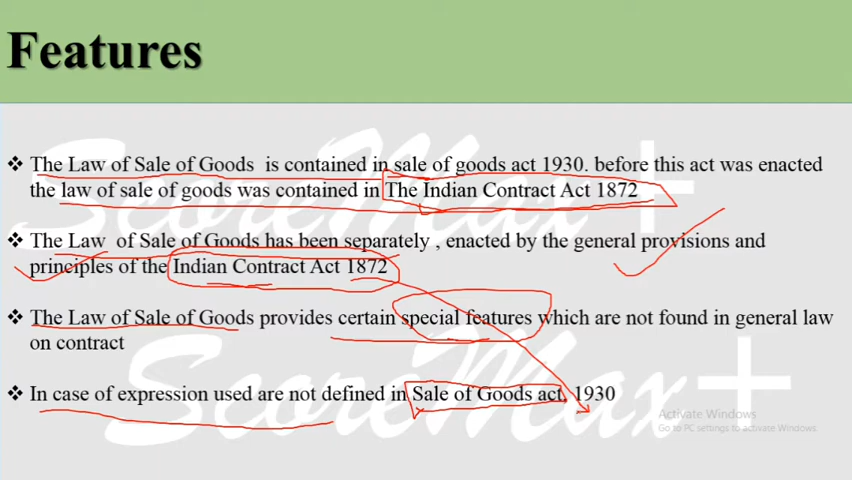 Features
❖ The Law of Sale of Goods is contained in sale of goods act 1930. before this act was enacted
the law of sale of goods was contained in The Indian Contract Act 1872
❖ The Law of Sale of Goods has been separately , enacted by the general provisions and
principles of the Indian Contract Act 1872
❖ The Law of Sale of Goods provides certain special features which are not found in general law
on contract
❖ In case of expression used are not defined in Sale of Goods act, 1930
ScoreMax+
ScoreMax+
Activate Windows
Go to PC settings to activate Windows.